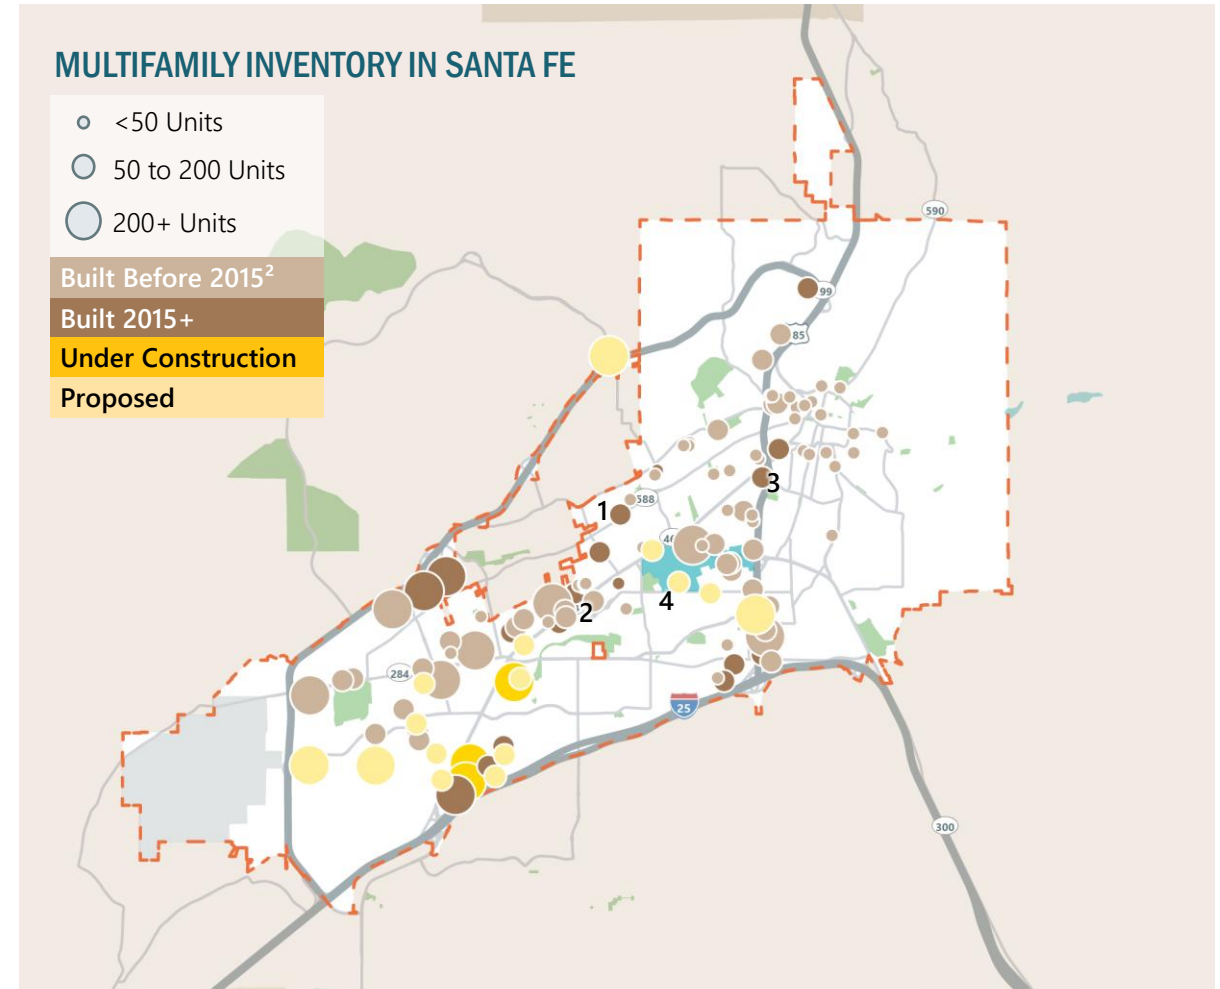 MULTIFAMILY INVENTORY IN SANTA FE
<50 Units
50 to 200 Units
200+ Units
Built Before 2015²
Built 2015+
Under Construction
Proposed
590
99
85
3
588
1
46
4
2
284
25
300